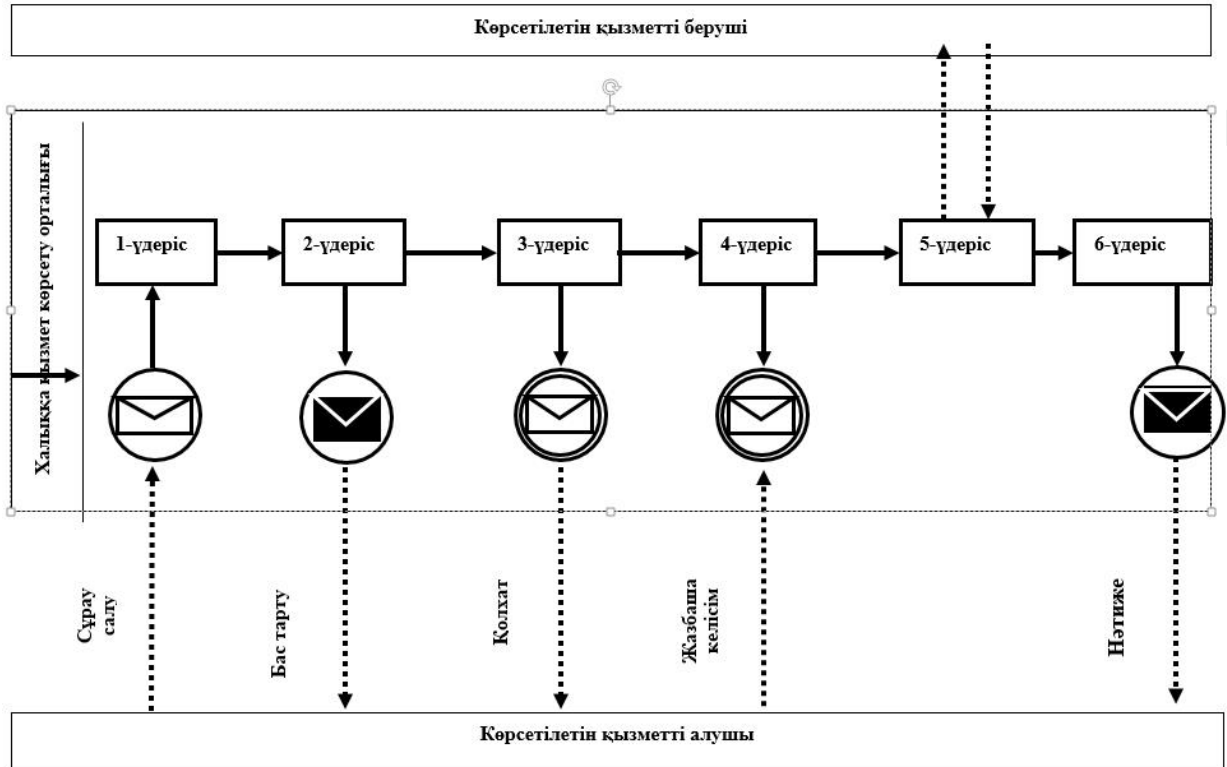 Көрсетілетін қызметті беруші
Халыққа қызмет көрсету орталығы
1-үдеріс
2-үдеріс
3-үдеріс
4-үдеріс
5-үдеріс
6-үдеріс
Сұрау
салу
Бас тарту
Қолхат
Жазбаша
келісім
Нәтиже
Көрсетілетін қызметті алушы